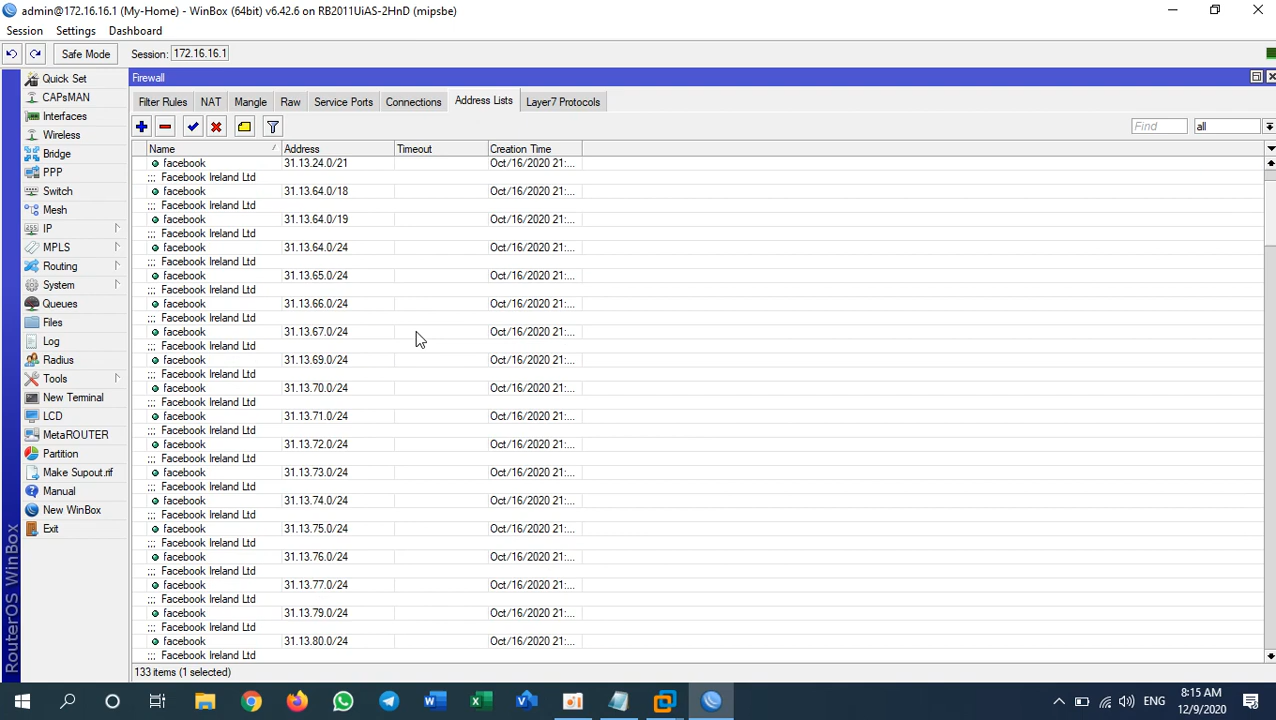 admin@172.16.16.1 (My-Home) - WinBox (64bit) v6.42.6 on RB2011UiAS-2HnD (mipsbe)
Session Settings Dashboard
Safe Mode Session: 172.16.16.1
Quick Set
CAPsMAN
Interfaces
Wireless
Bridge
PPP
Switch
Mesh
IP
MPLS
Routing
System
Queues
Files
Log
Radius
Tools
New Terminal
LCD
MetaROUTER
Partition
Make Supout.rif
Manual
New WinBox
Exit
RouterOS WinBox
Firewall
Filter Rules NAT Mangle Raw Service Ports Connections Address Lists Layer7 Protocols
Find all
Name Address Timeout Creation Time
facebook 31.13.24.0/21 Oct/16/2020 21:...
;;; Facebook Ireland Ltd
facebook 31.13.64.0/18 Oct/16/2020 21:...
;;; Facebook Ireland Ltd
facebook 31.13.64.0/19 Oct/16/2020 21:...
;;; Facebook Ireland Ltd
facebook 31.13.64.0/24 Oct/16/2020 21:...
;;; Facebook Ireland Ltd
facebook 31.13.65.0/24 Oct/16/2020 21:...
;;; Facebook Ireland Ltd
facebook 31.13.66.0/24 Oct/16/2020 21:...
;;; Facebook Ireland Ltd
facebook 31.13.67.0/24 Oct/16/2020 21:...
;;; Facebook Ireland Ltd
facebook 31.13.69.0/24 Oct/16/2020 21:...
;;; Facebook Ireland Ltd
facebook 31.13.70.0/24 Oct/16/2020 21:...
;;; Facebook Ireland Ltd
facebook 31.13.71.0/24 Oct/16/2020 21:...
;;; Facebook Ireland Ltd
facebook 31.13.72.0/24 Oct/16/2020 21:...
;;; Facebook Ireland Ltd
facebook 31.13.73.0/24 Oct/16/2020 21:...
;;; Facebook Ireland Ltd
facebook 31.13.74.0/24 Oct/16/2020 21:...
;;; Facebook Ireland Ltd
facebook 31.13.75.0/24 Oct/16/2020 21:...
;;; Facebook Ireland Ltd
facebook 31.13.76.0/24 Oct/16/2020 21:...
;;; Facebook Ireland Ltd
facebook 31.13.77.0/24 Oct/16/2020 21:...
;;; Facebook Ireland Ltd
facebook 31.13.79.0/24 Oct/16/2020 21:...
;;; Facebook Ireland Ltd
facebook 31.13.80.0/24 Oct/16/2020 21:...
;;; Facebook Ireland Ltd
133 items (1 selected)
ENG
8:15 AM
12/9/2020